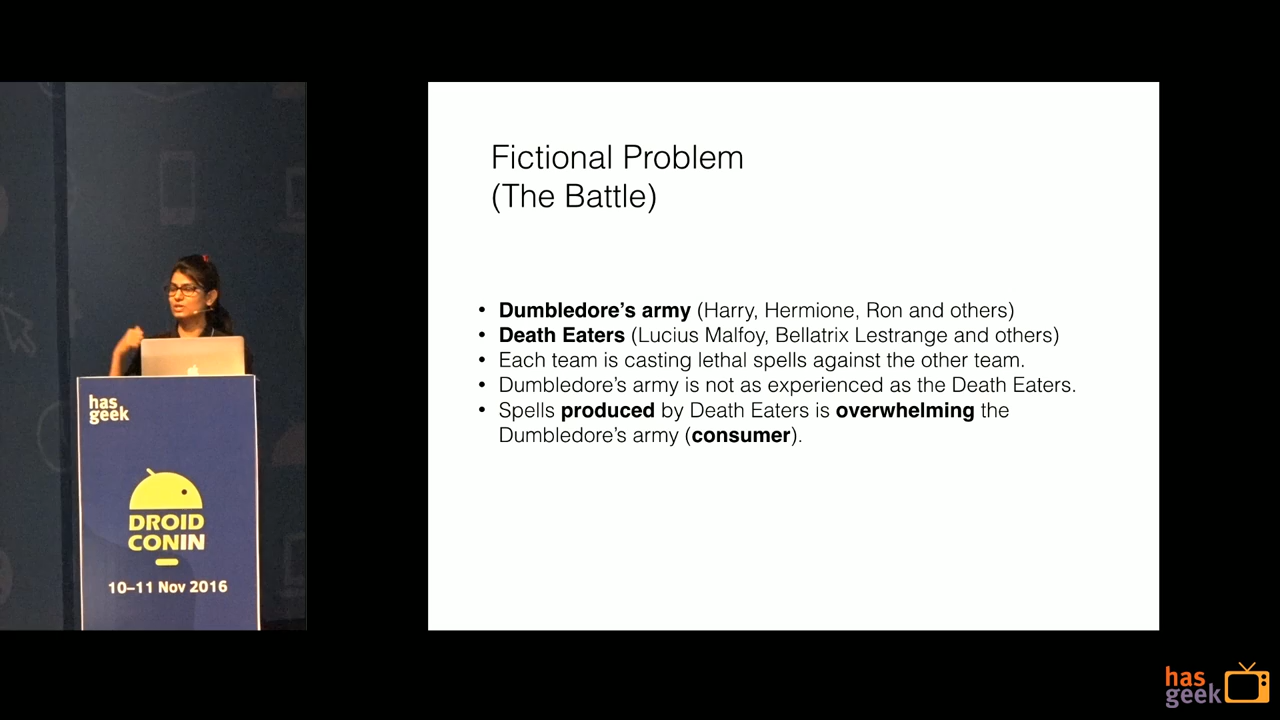 Fictional Problem
(The Battle)
• Dumbledore’s army (Harry, Hermione, Ron and others)
• Death Eaters (Lucius Malfoy, Bellatrix Lestrange and others)
• Each team is casting lethal spells against the other team.
• Dumbledore’s army is not as experienced as the Death Eaters.
• Spells produced by Death Eaters is overwhelming the
Dumbledore’s army (consumer).
has
geek
DROID
CONIN
10–11 Nov 2016
has
geek